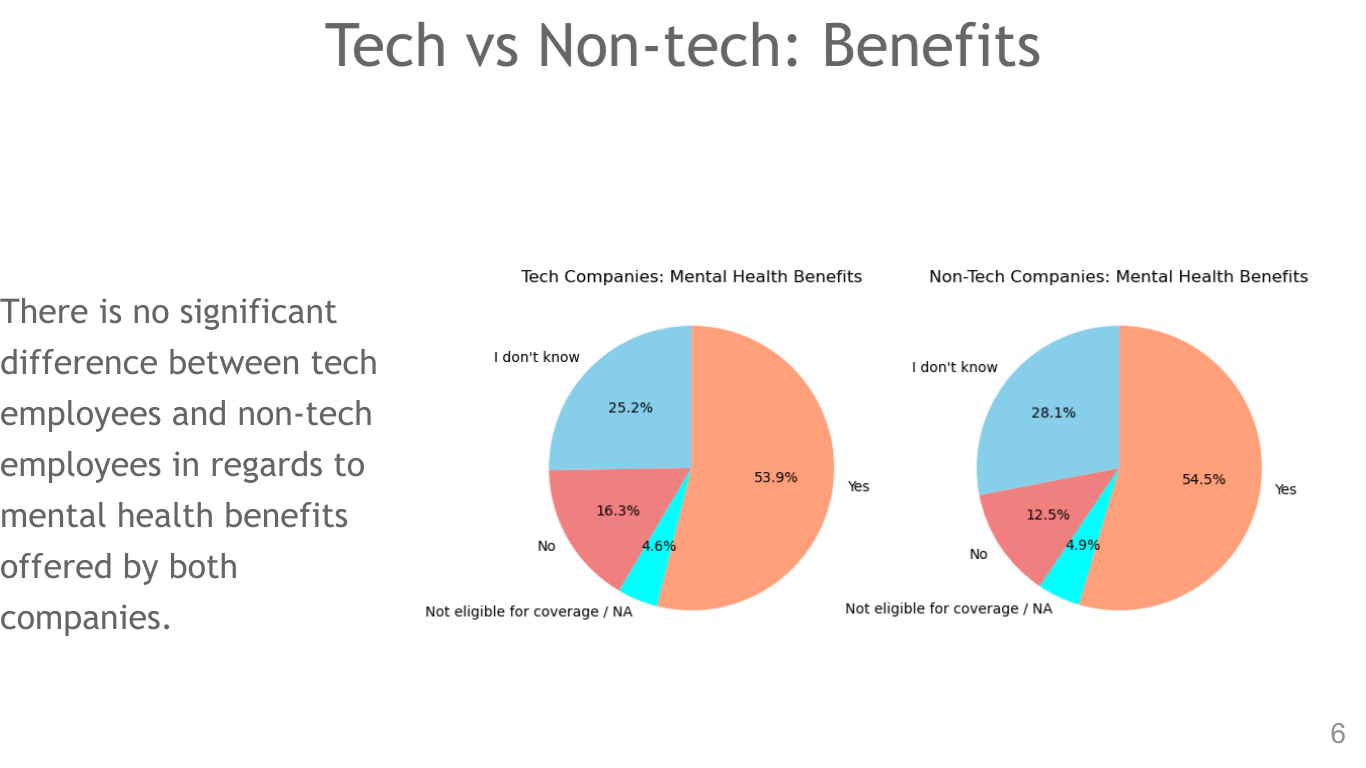 Tech vs Non-tech: Benefits
There is no significant
difference between tech
employees and non-tech
employees in regards to
mental health benefits
offered by both
companies.
Tech Companies: Mental Health Benefits
I don't know
25.2%
53.9%
Yes
16.3%
No
4.6%
Not eligible for coverage / NA
Non-Tech Companies: Mental Health Benefits
I don't know
28.1%
54.5%
Yes
12.5%
No
4.9%
Not eligible for coverage / NA
6